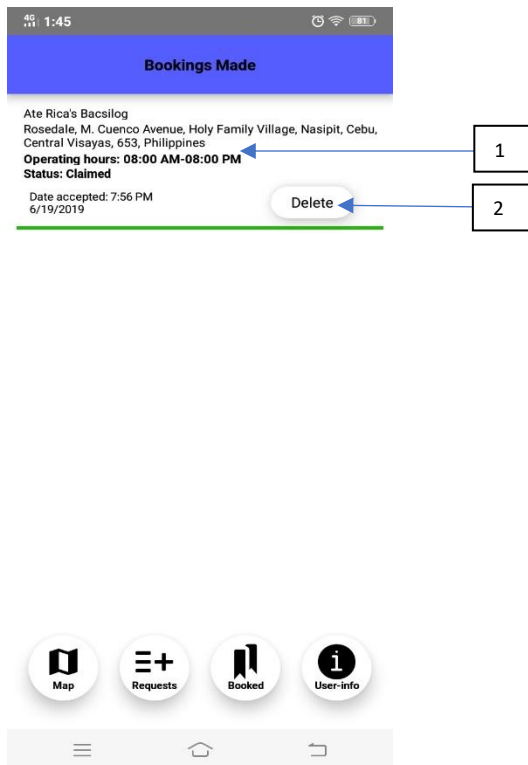 4G 1:45 81
Bookings Made
Ate Rica's Bacsilog
Rosedale, M. Cuenco Avenue, Holy Family Village, Nasipit, Cebu,
Central Visayas, 653, Philippines
Operating hours: 08:00 AM-08:00 PM
Status: Claimed
Date accepted: 7:56 PM
6/19/2019
Delete
1
2
Map
Requests
Booked
User-info